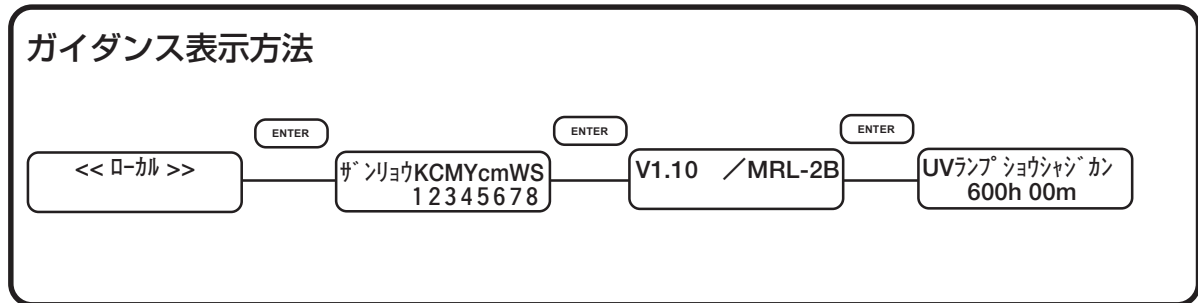 ガイダンス表示方法
ENTER
ENTER
ENTER
<< ﾛｰｶﾙ >>
ｻﾞﾝﾘｮｳKCMYcmWS
12345678
V1.10 ／MRL-2B
UVﾗﾝﾌﾟｼｮｳｼｬｼﾞｶﾝ
600h 00m